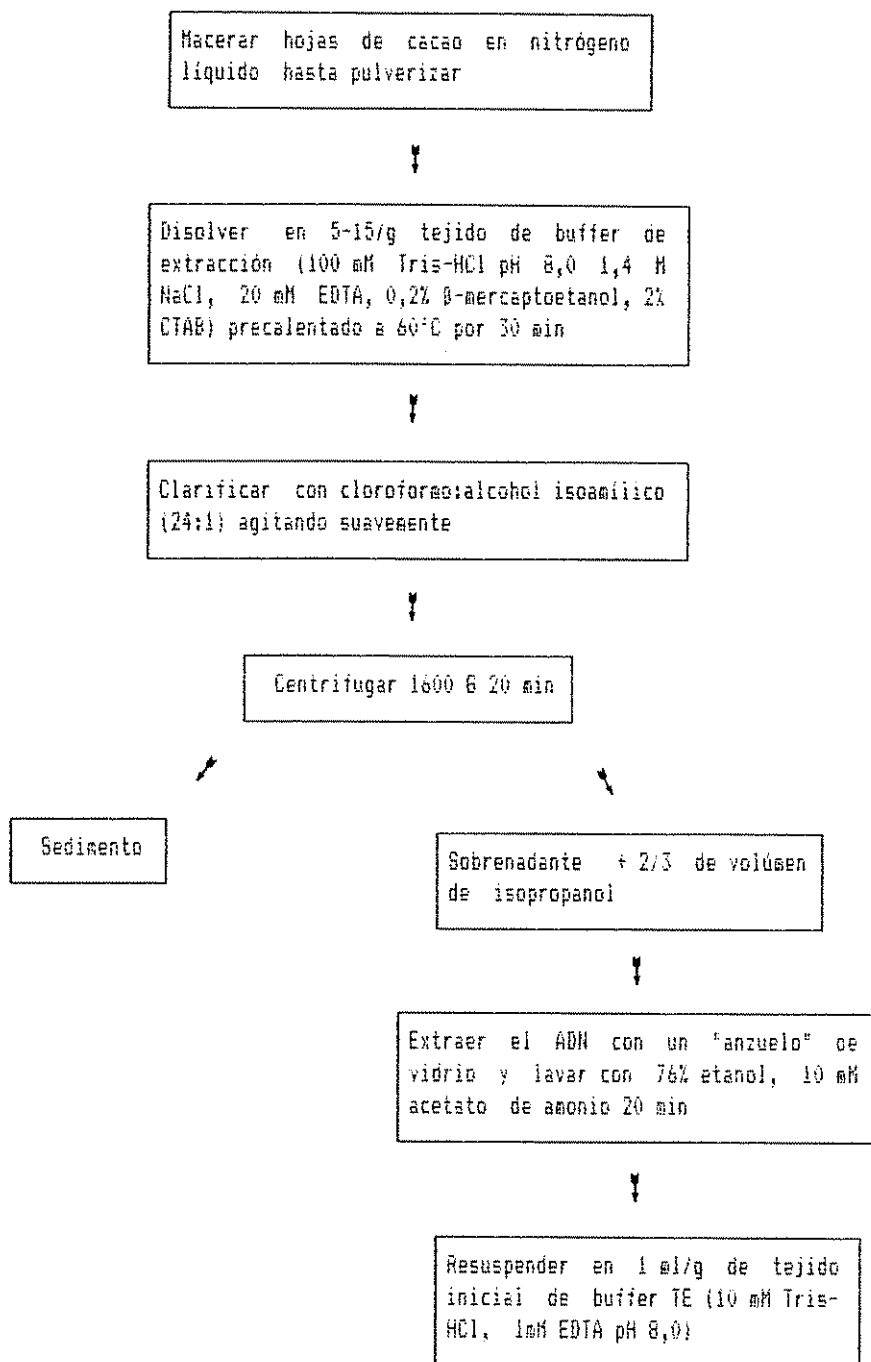 Macerar hojas de cacao en nitrógeno
líquido hasta pulverizar
Disolver en 5-15/g tejido de buffer de
extracción (100 mM Tris-HCl pH 8,0 1,4 M
NaCl, 20 mM EDTA, 0,2% β-mercaptoetanol, 2%
CTAB) precalentado a 60°C por 30 min
Clarificar con cloroformo:alcohol isoamílico
(24:1) agitando suavemente
Centrifugar 1600 G 20 min
Sedimento
Sobrenadante + 2/3 de volúmen
de isopropanol
Extraer el ADN con un "anzuelo" de
vidrio y lavar con 76% etanol, 10 mM
acetato de amonio 20 min
Resuspender en 1 ml/g de tejido
inicial de buffer TE (10 mM Tris-
HCl, 1mM EDTA pH 8,0)